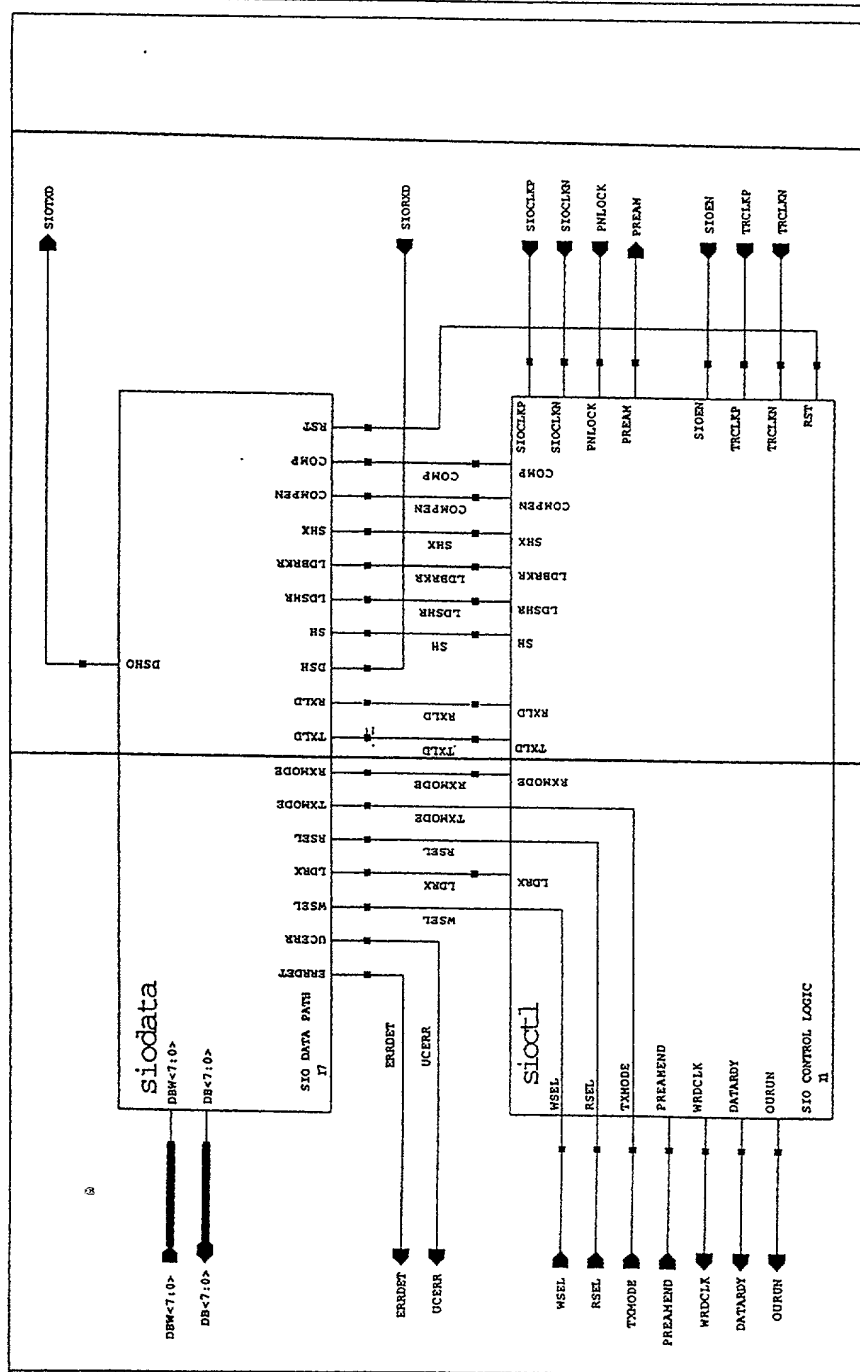 SIOTXD
SIORXD
SIOCLKP
SIOCLKN
PNLOCK
PREAM
SIOEN
TRCLKP
TRCLKN
DSHO
RST
COMP
COMPEN
SHX
LDBRKR
LDSHR
SH
DSH
RXLD
TXLD
RXMODE
TXMODE
RSEL
LDRX
WSEL
UCERR
ERRDET
siodata
DBW<7:0>
DB<7:0>
SIO DATA PATH
I7
DBW<7:0>
DB<7:0>
COMP
COMPEN
SHX
LDBRKR
LDSHR
SH
RXLD
TXLD
RXMODE
TXMODE
RSEL
LDRX
WSEL
ERRDET
UCERR
ERRDET
UCERR
SIOCLKP
SIOCLKN
PNLOCK
PREAM
SIOEN
TRCLKP
TRCLKN
RST
COMP
COMPEN
SHX
LDBRKR
LDSHR
SH
RXLD
TXLD
RXMODE
LDRX
sioctl
WSEL
RSEL
TXMODE
PREAMEND
WRDCLK
DATARDY
OURUN
SIO CONTROL LOGIC
WSEL
RSEL
TXMODE
PREAMEND
WRDCLK
DATARDY
OURUN